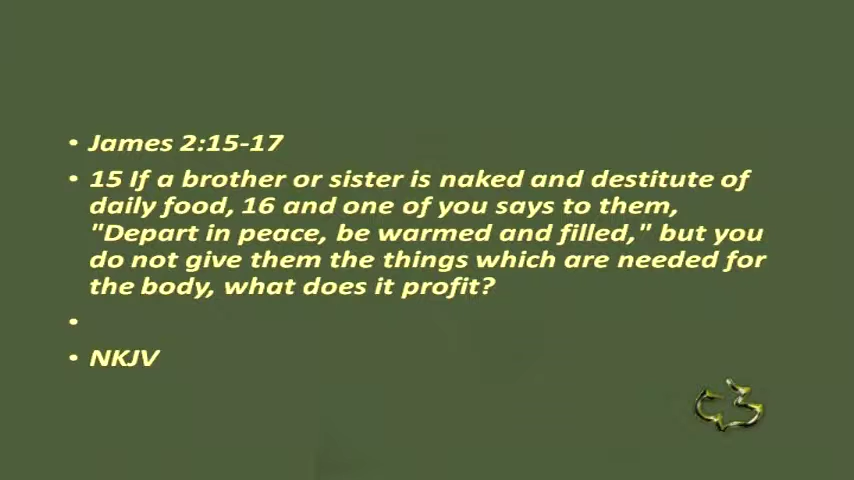 • James 2:15-17
• 15 If a brother or sister is naked and destitute of
daily food, 16 and one of you says to them,
"Depart in peace, be warmed and filled," but you
do not give them the things which are needed for
the body, what does it profit?
•
• NKJV